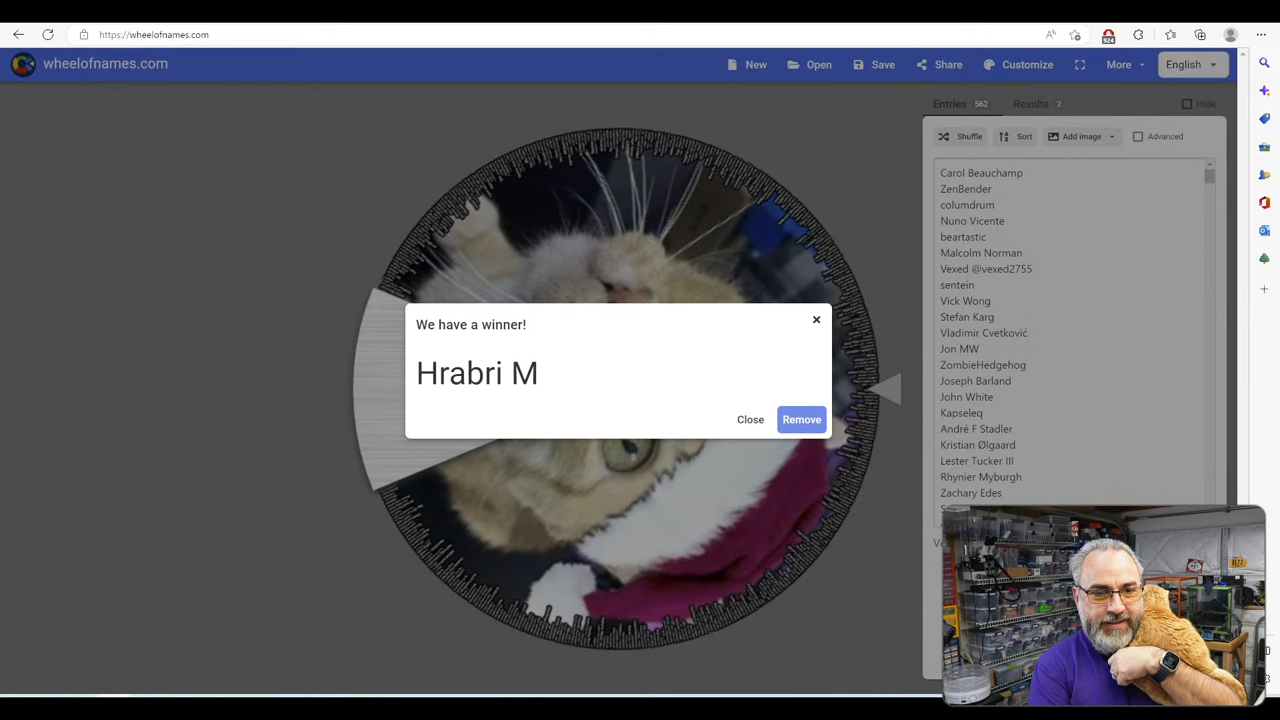 https://wheelofnames.com
924
wheelofnames.com
New
Open
Save
Share
Customize
More
English
Entries 562
Results 2
Hide
Shuffle
Sort
Add image
Advanced
Carol Beauchamp
ZenBender
columdrum
Nuno Vicente
beartastic
Malcolm Norman
Vexed @vexed2755
sentein
Vick Wong
Stefan Karg
Vladimir Cvetković
Jon MW
ZombieHedgehog
Joseph Barland
John White
Kapseleq
André F Stadler
Kristian Ølgaard
Lester Tucker III
Rhynier Myburgh
Zachary Edes
We have a winner!
Hrabri M
Close
Remove